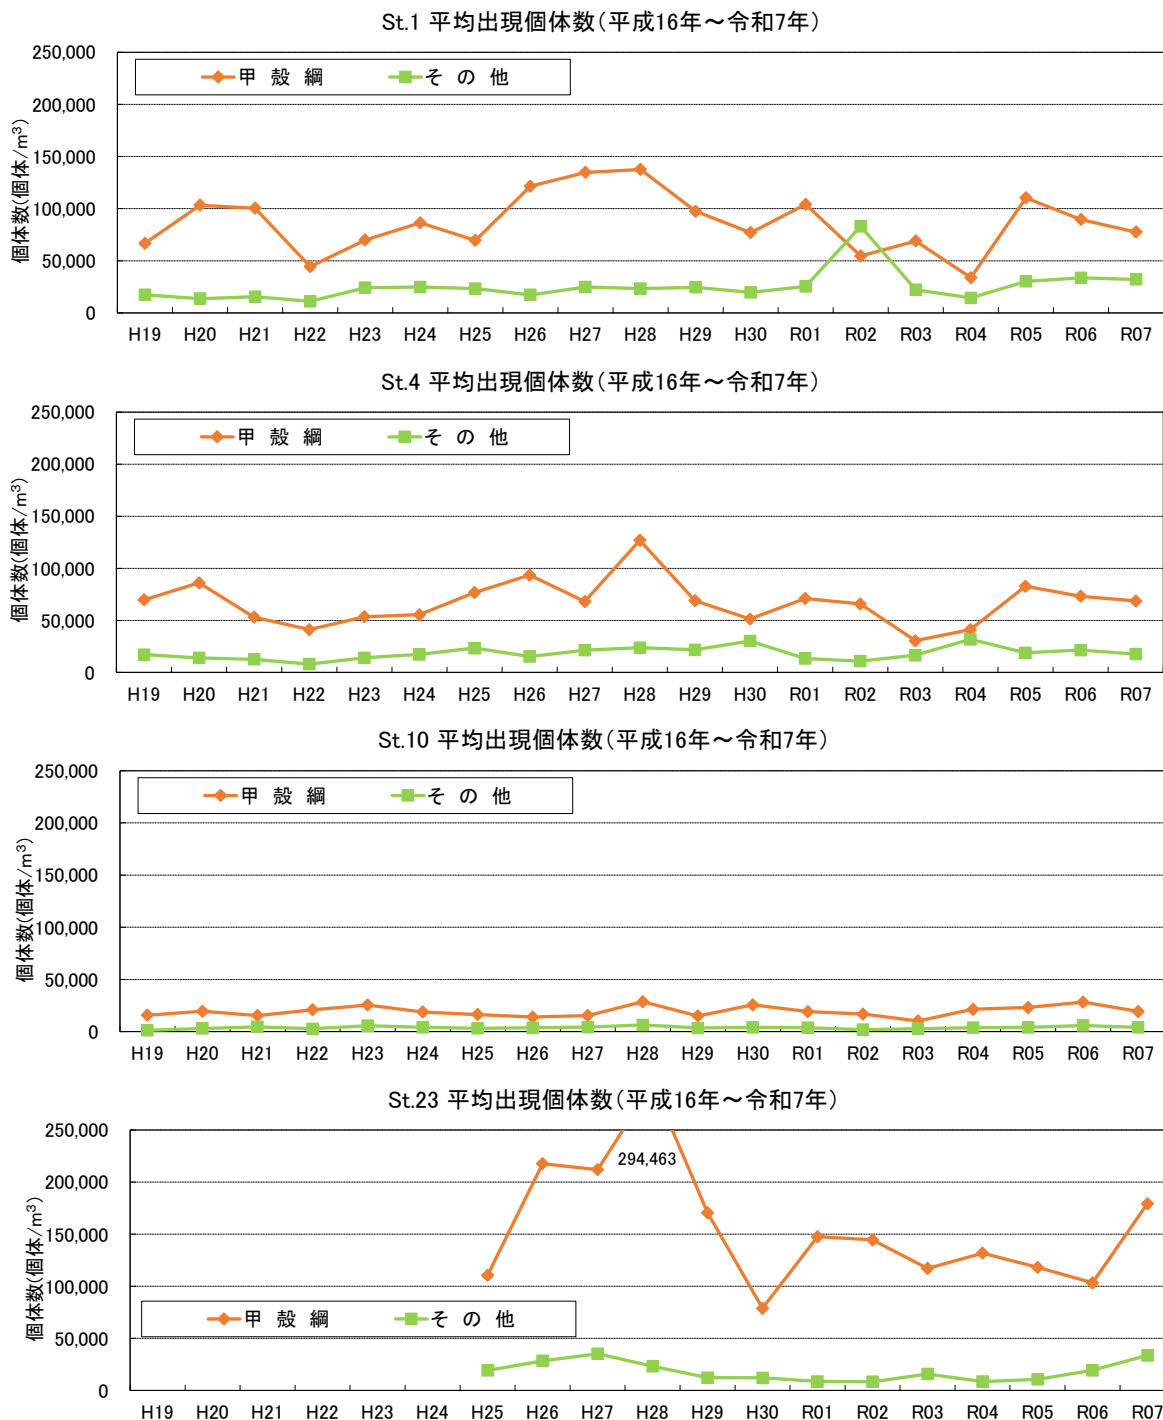 St.1 平均出現個体数(平成16年～令和7年)
250,000
200,000
150,000
100,000
50,000
0
個体数(個体/m³)
甲 殻 綱 そ の 他
H19 H20 H21 H22 H23 H24 H25 H26 H27 H28 H29 H30 R01 R02 R03 R04 R05 R06 R07
St.4 平均出現個体数(平成16年～令和7年)
250,000
200,000
150,000
100,000
50,000
0
個体数(個体/m³)
甲 殻 綱 そ の 他
H19 H20 H21 H22 H23 H24 H25 H26 H27 H28 H29 H30 R01 R02 R03 R04 R05 R06 R07
St.10 平均出現個体数(平成16年～令和7年)
250,000
200,000
150,000
100,000
50,000
0
個体数(個体/m³)
甲 殻 綱 そ の 他
H19 H20 H21 H22 H23 H24 H25 H26 H27 H28 H29 H30 R01 R02 R03 R04 R05 R06 R07
St.23 平均出現個体数(平成16年～令和7年)
250,000
200,000
150,000
100,000
50,000
0
個体数(個体/m³)
294,463
甲 殻 綱 そ の 他
H19 H20 H21 H22 H23 H24 H25 H26 H27 H28 H29 H30 R01 R02 R03 R04 R05 R06 R07